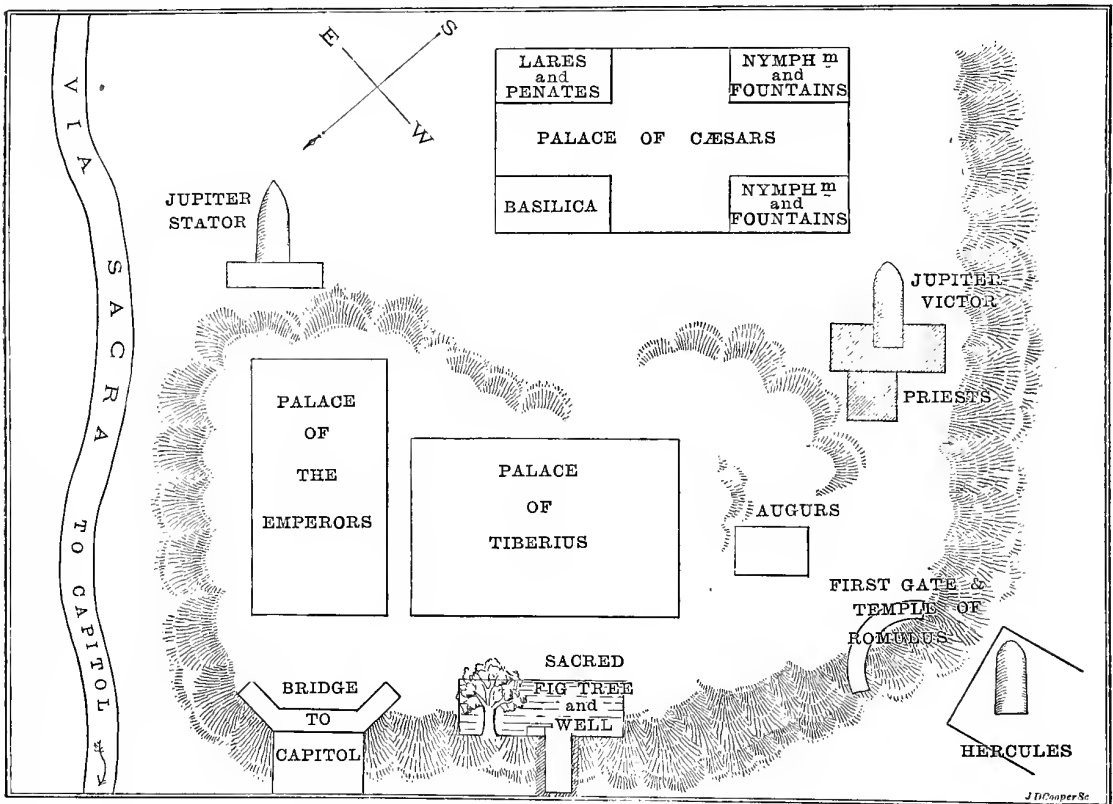 VIA SACRA TO CAPITOL
E
S
W
LARES
and
PENATES
NYMPHm
and
FOUNTAINS
PALACE OF CÆSARS
BASILICA
NYMPHm
and
FOUNTAINS
JUPITER
STATOR
JUPITER
VICTOR
PRIESTS
PALACE
OF
THE
EMPERORS
PALACE
OF
TIBERIUS
AUGURS
FIRST GATE &
TEMPLE OF
ROMULUS
SACRED
FIG-TREE
and
WELL
BRIDGE
TO
CAPITOL
HERCULES
J D Cooper Sc